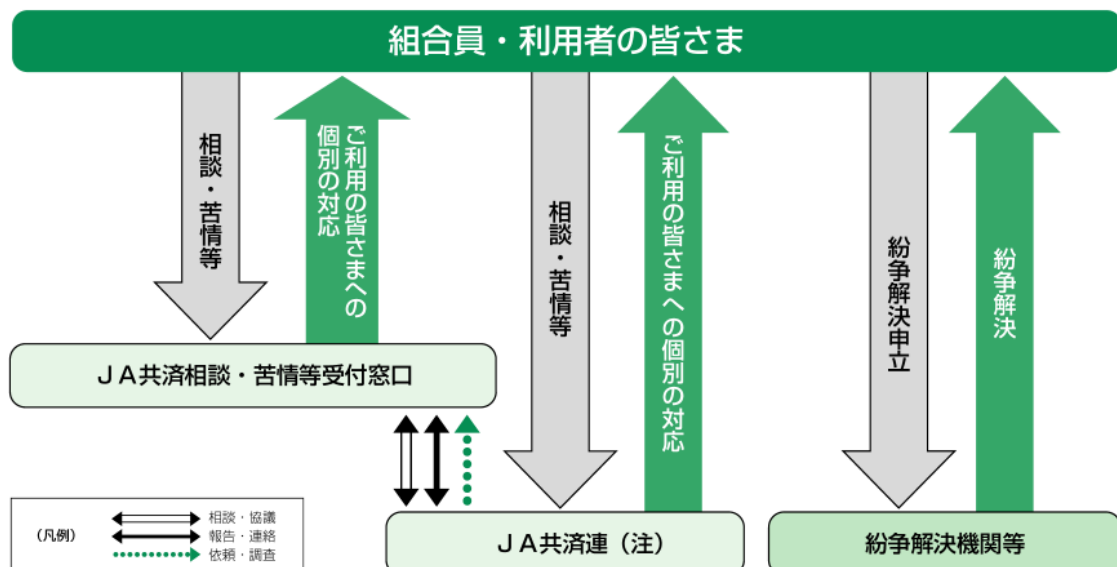 組合員・利用者の皆さま
相談・苦情等
ご利用の皆さまへの
個別の対応
相談・苦情等
ご利用の皆さまへの個別の対応
紛争解決申立
紛争解決
ＪＡ共済相談・苦情等受付窓口
（凡例）
相談・協議
報告・連絡
依頼・調査
ＪＡ共済連（注）
紛争解決機関等